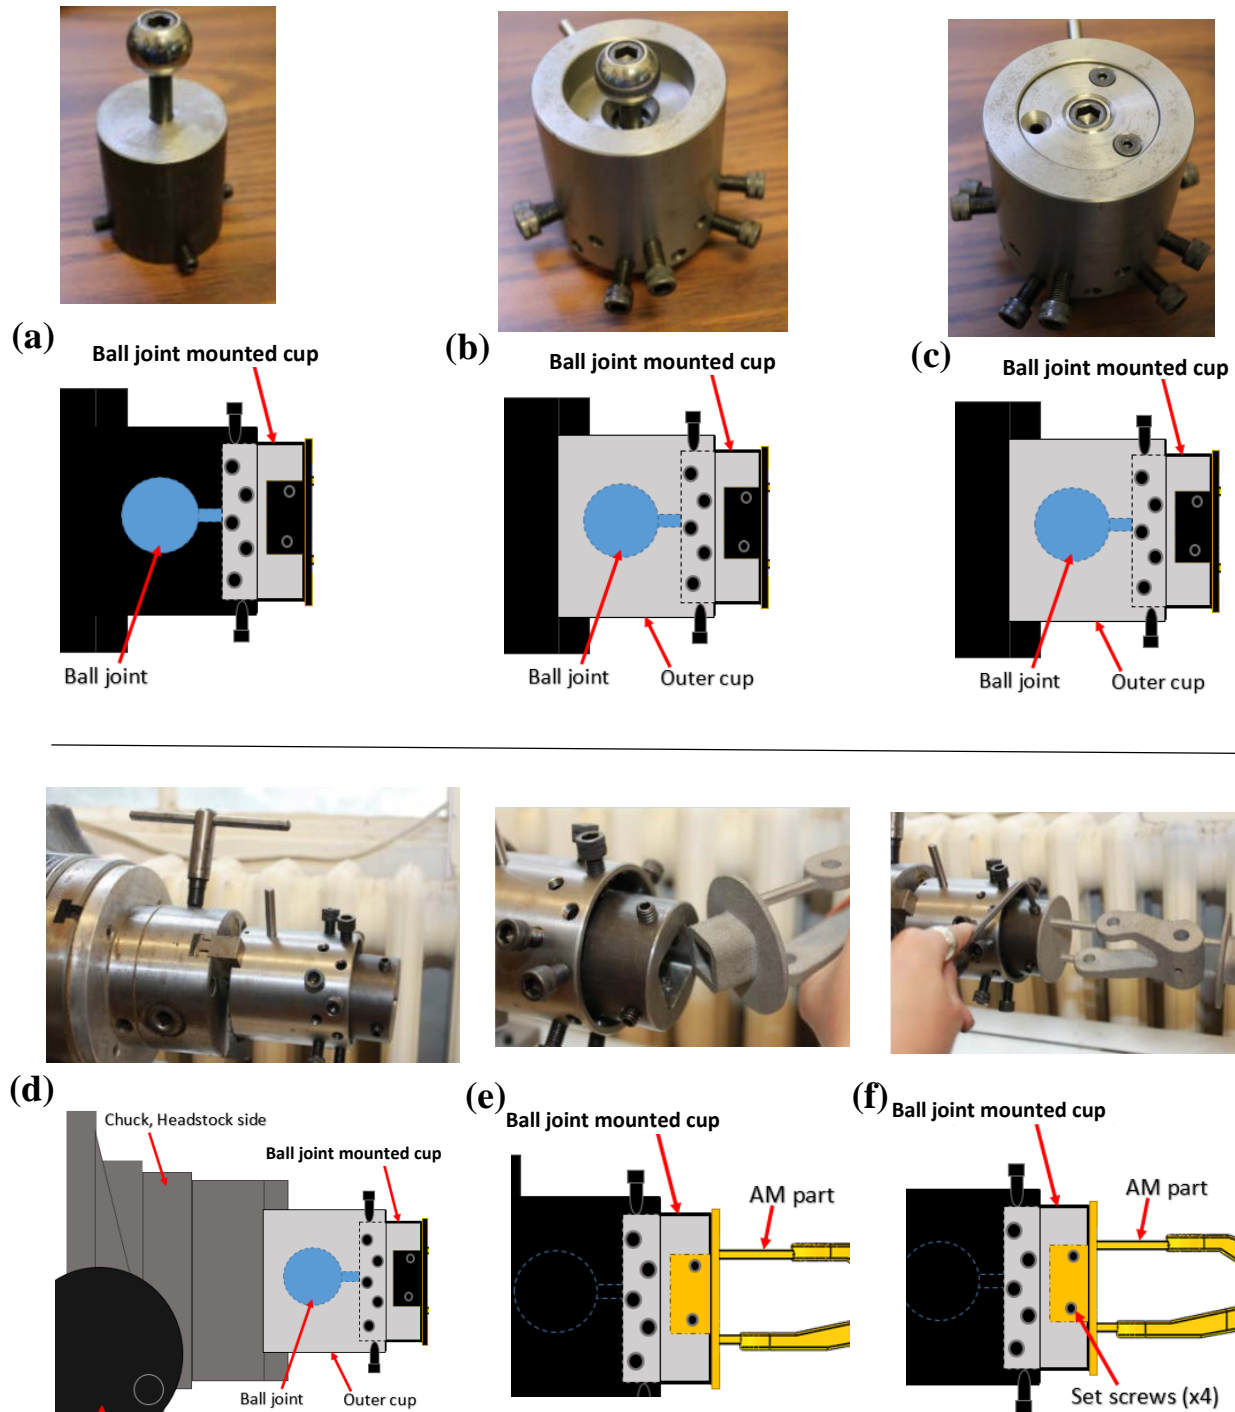 (a)
Ball joint mounted cup
Ball joint
(b)
Ball joint mounted cup
Ball joint
Outer cup
(c)
Ball joint mounted cup
Ball joint
Outer cup
(d)
Chuck, Headstock side
Ball joint mounted cup
Ball joint
Outer cup
(e)
Ball joint mounted cup
AM part
(f)
Ball joint mounted cup
AM part
Set screws (x4)